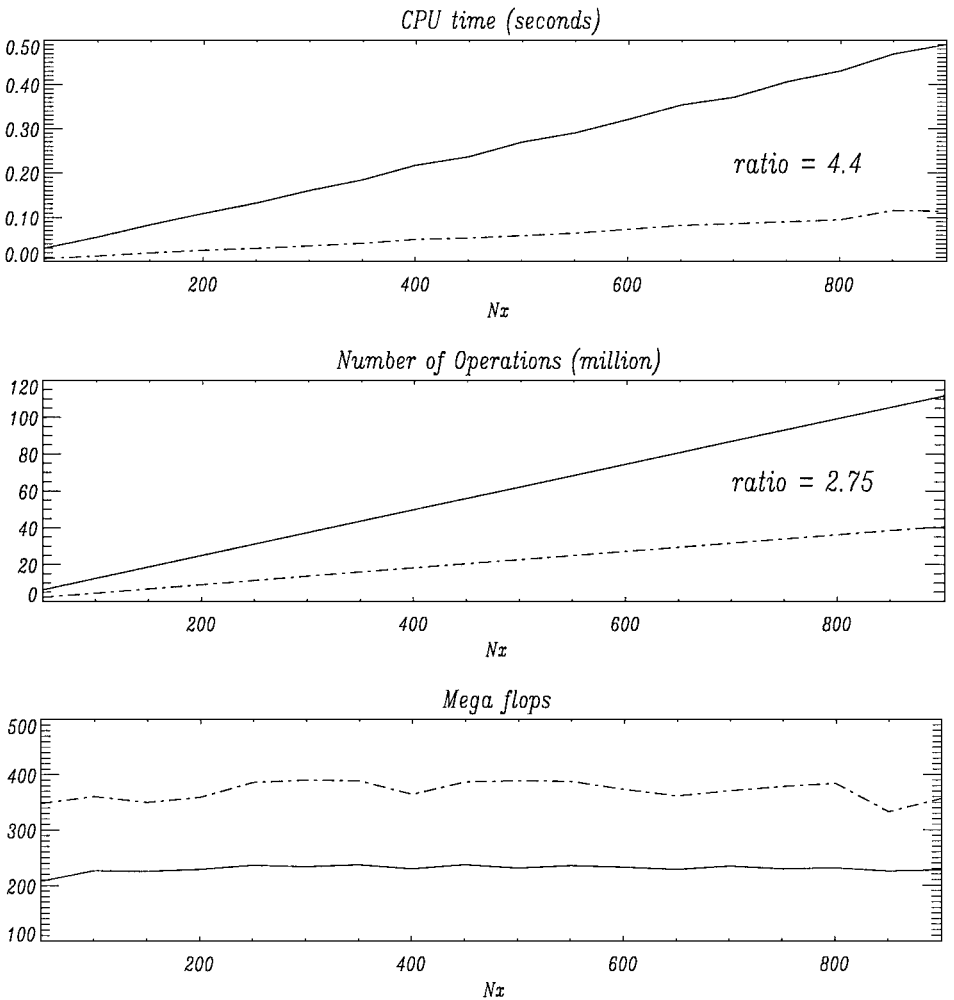 CPU time (seconds)
0.50
0.40
0.30
0.20
0.10
0.00
ratio = 4.4
200 400 600 800
Nx
Number of Operations (million)
120
100
80
60
40
20
0
ratio = 2.75
200 400 600 800
Nx
Mega flops
500
400
300
200
100
200 400 600 800
Nx